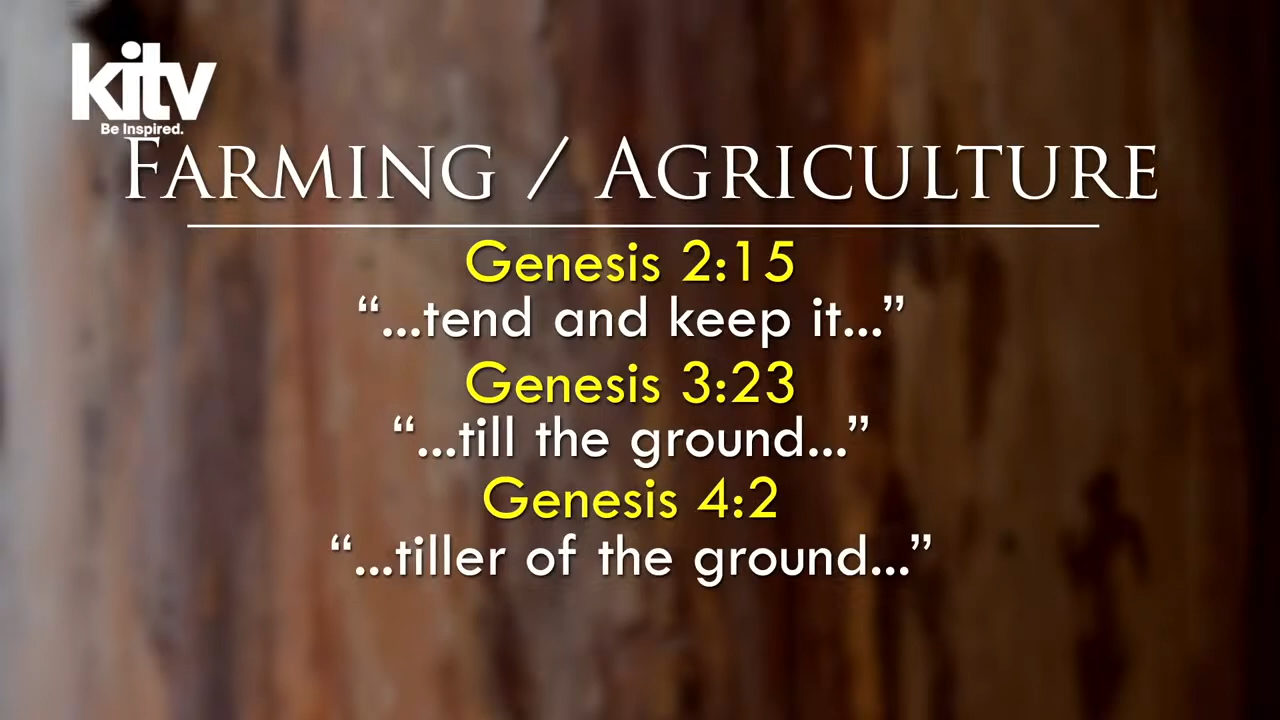 kitv
Be Inspired.
FARMING / AGRICULTURE
Genesis 2:15
“...tend and keep it...”
Genesis 3:23
“...till the ground...”
Genesis 4:2
“...tiller of the ground...”